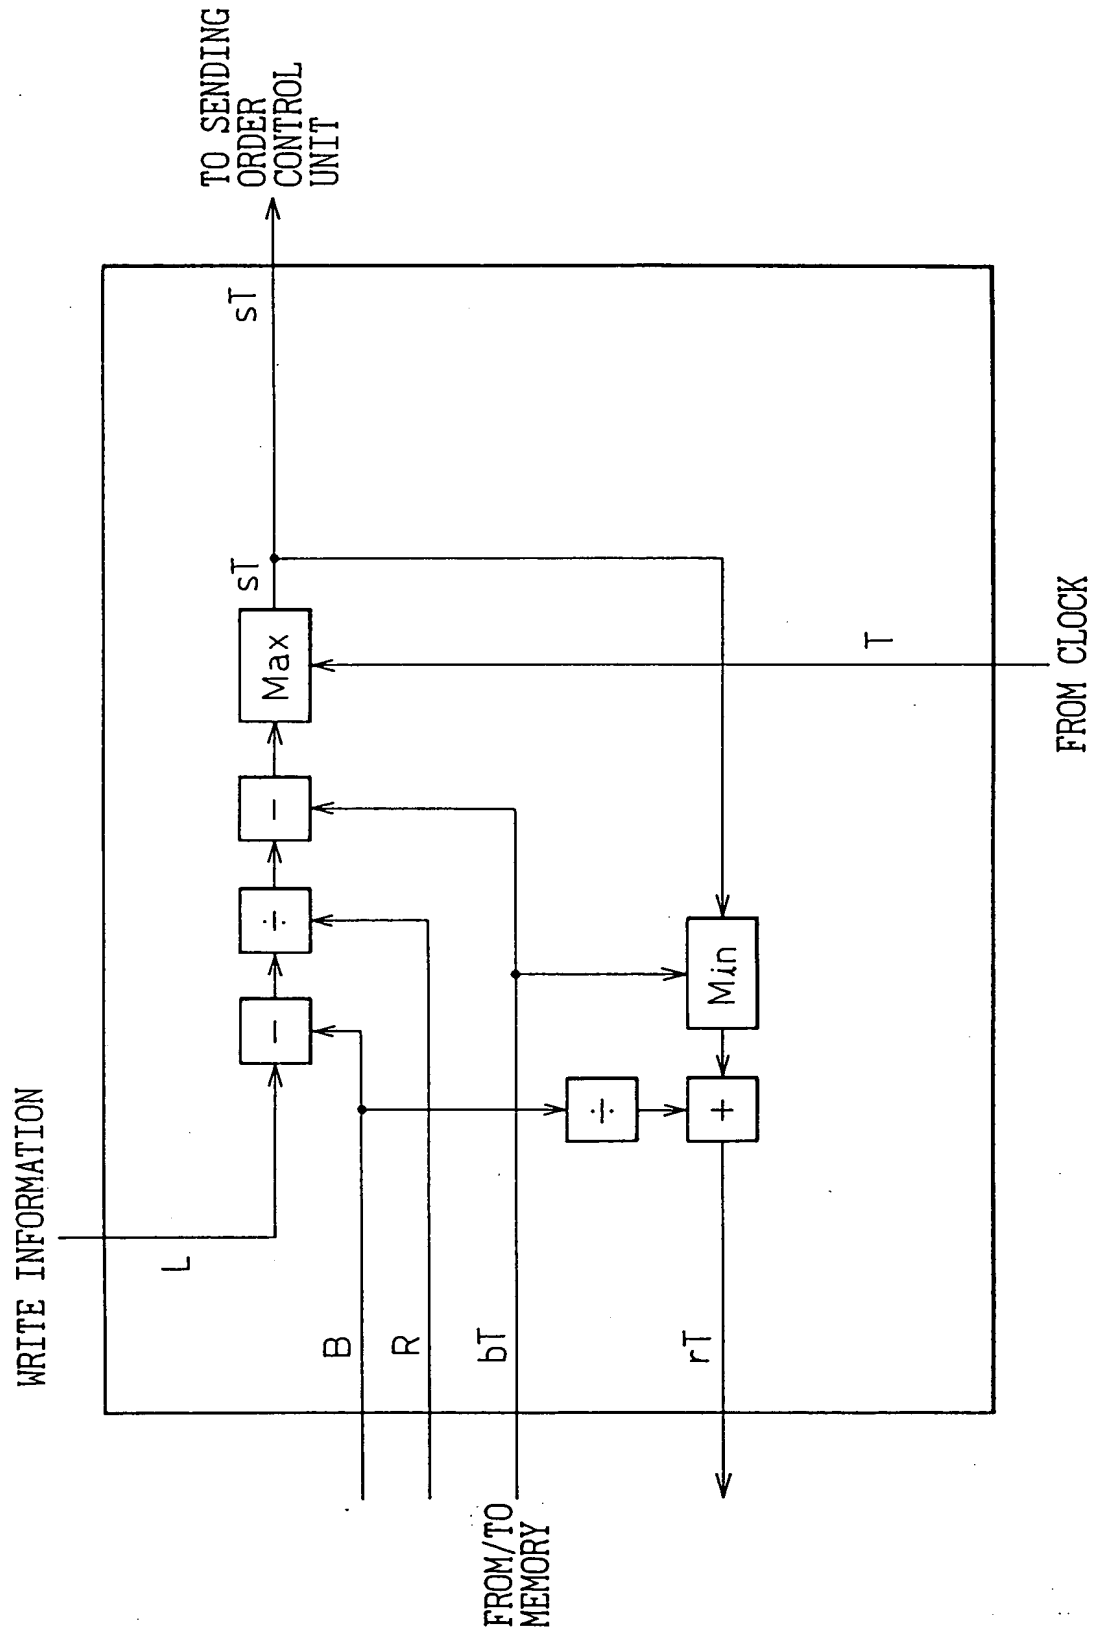 WRITE INFORMATION
L
B
R
bT
rT
FROM/TO
MEMORY
−
÷
−
Max
sT
sT
TO SENDING
ORDER
CONTROL
UNIT
÷
+
Min
T
FROM CLOCK